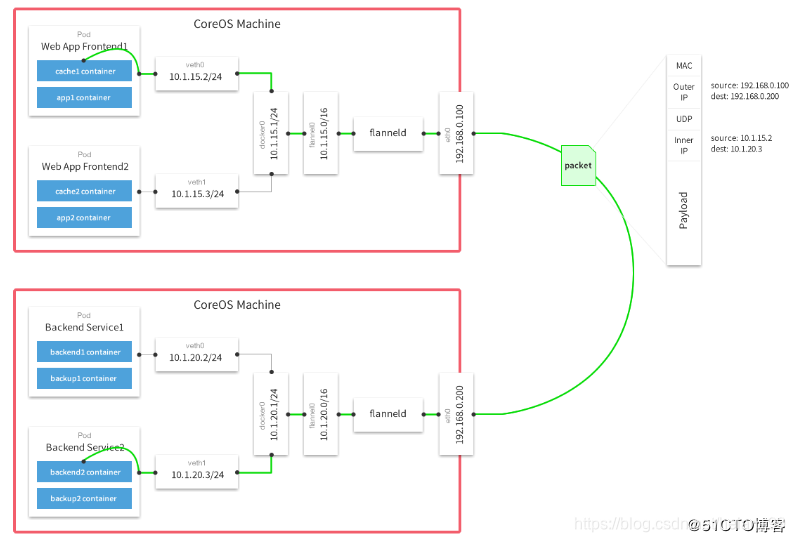 CoreOS Machine
Pod
Web App Frontend1
cache1 container
app1 container
veth0
10.1.15.2/24
docker0
10.1.15.1/24
flannel0
10.1.15.0/16
flanneld
eth0
192.168.0.100
Pod
Web App Frontend2
cache2 container
app2 container
veth1
10.1.15.3/24
packet
MAC
Outer
IP
source: 192.168.0.100
dest: 192.168.0.200
UDP
Inner
IP
source: 10.1.15.2
dest: 10.1.20.3
Payload
CoreOS Machine
Pod
Backend Service1
backend1 container
backup1 container
veth0
10.1.20.2/24
docker0
10.1.20.1/24
flannel0
10.1.20.0/16
flanneld
eth0
192.168.0.200
Pod
Backend Service2
backend2 container
backup2 container
veth1
10.1.20.3/24
@51CTO博客